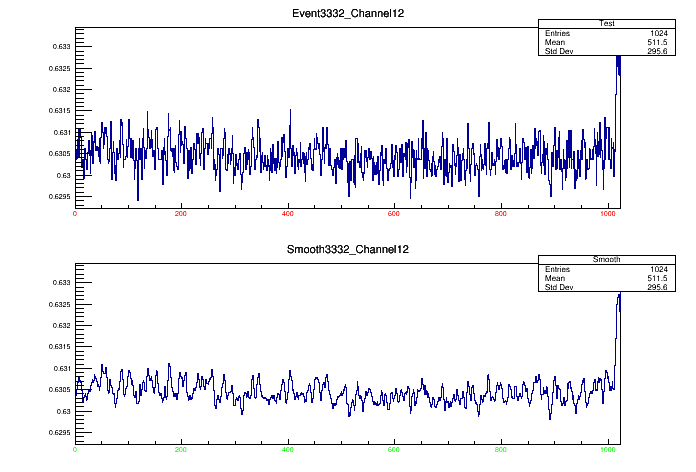 Event3332_Channel12
Test
Entries 1024
Mean 511.5
Std Dev 295.6
0.633
0.6325
0.632
0.6315
0.631
0.6305
0.63
0.6295
0 200 400 600 800 1000
Smooth3332_Channel12
Smooth
Entries 1024
Mean 511.5
Std Dev 295.6
0.633
0.6325
0.632
0.6315
0.631
0.6305
0.63
0.6295
0 200 400 600 800 1000